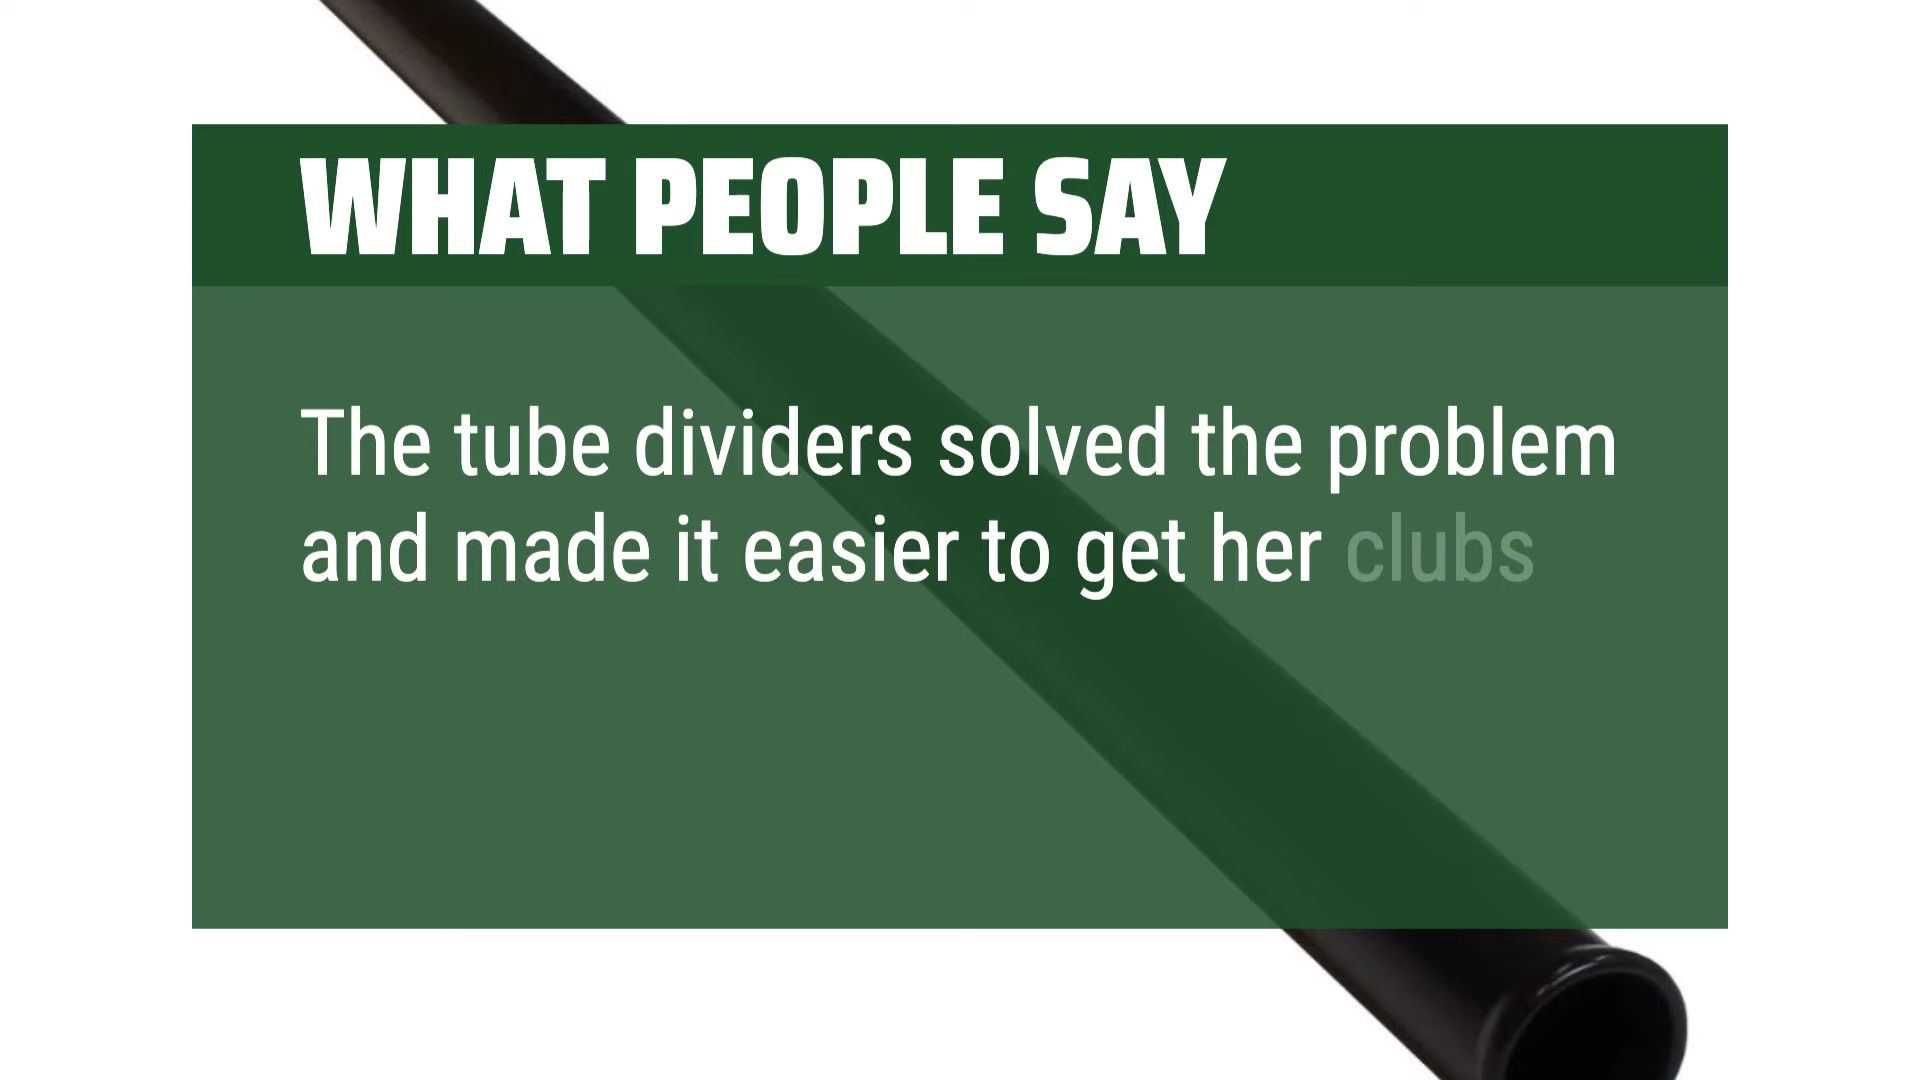 WHAT PEOPLE SAY
The tube dividers solved the problem
and made it easier to get her clubs